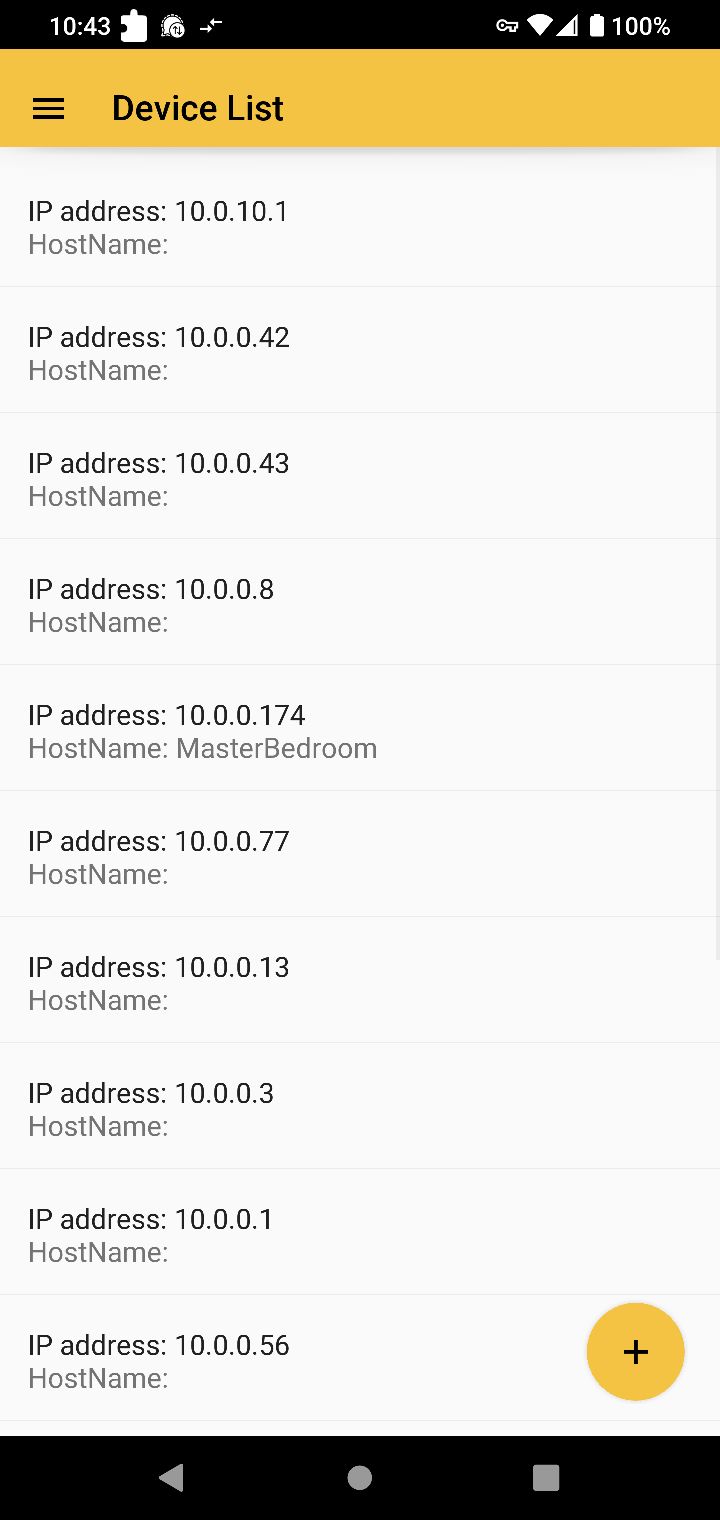 10:43
100%
Device List
IP address: 10.0.10.1
HostName:
IP address: 10.0.0.42
HostName:
IP address: 10.0.0.43
HostName:
IP address: 10.0.0.8
HostName:
IP address: 10.0.0.174
HostName: MasterBedroom
IP address: 10.0.0.77
HostName:
IP address: 10.0.0.13
HostName:
IP address: 10.0.0.3
HostName:
IP address: 10.0.0.1
HostName:
IP address: 10.0.0.56
HostName: